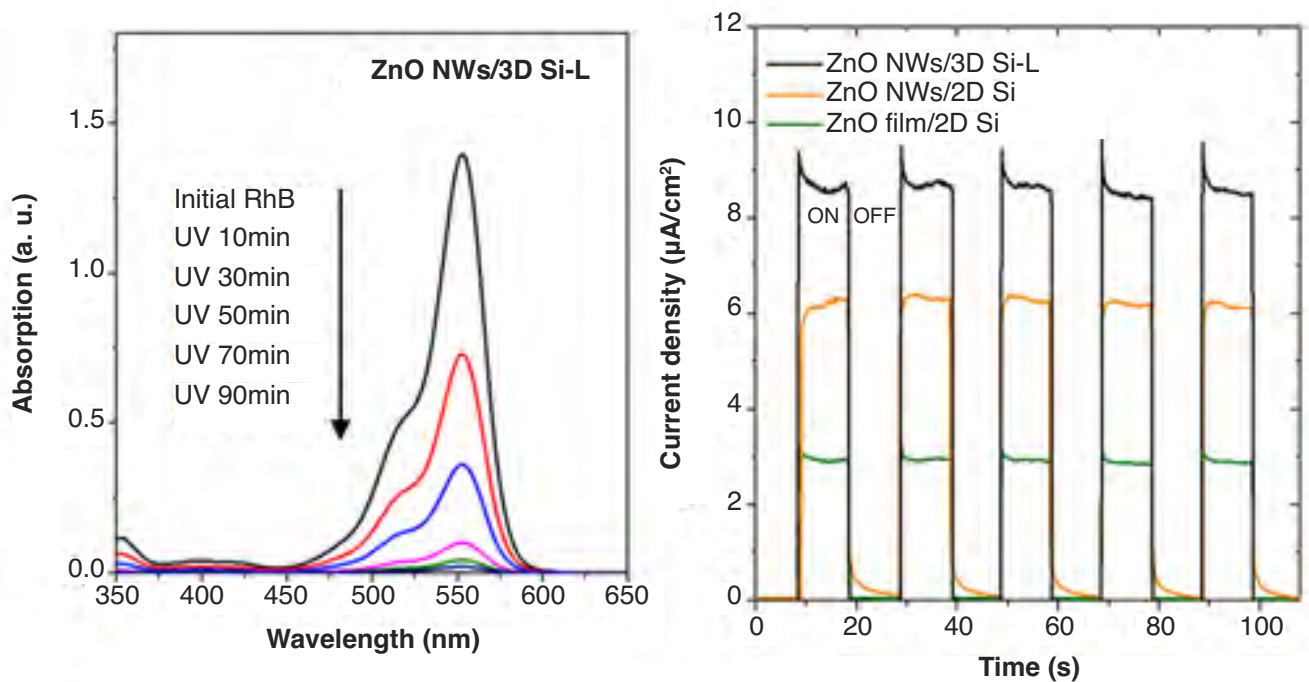 ZnO NWs/3D Si-L
1.5
1.0
0.5
0.0
Absorption (a. u.)
Initial RhB
UV 10min
UV 30min
UV 50min
UV 70min
UV 90min
350 400 450 500 550 600 650
Wavelength (nm)
12
10
8
6
4
2
0
Current density (µA/cm²)
ZnO NWs/3D Si-L
ZnO NWs/2D Si
ZnO film/2D Si
ON OFF
0 20 40 60 80 100
Time (s)